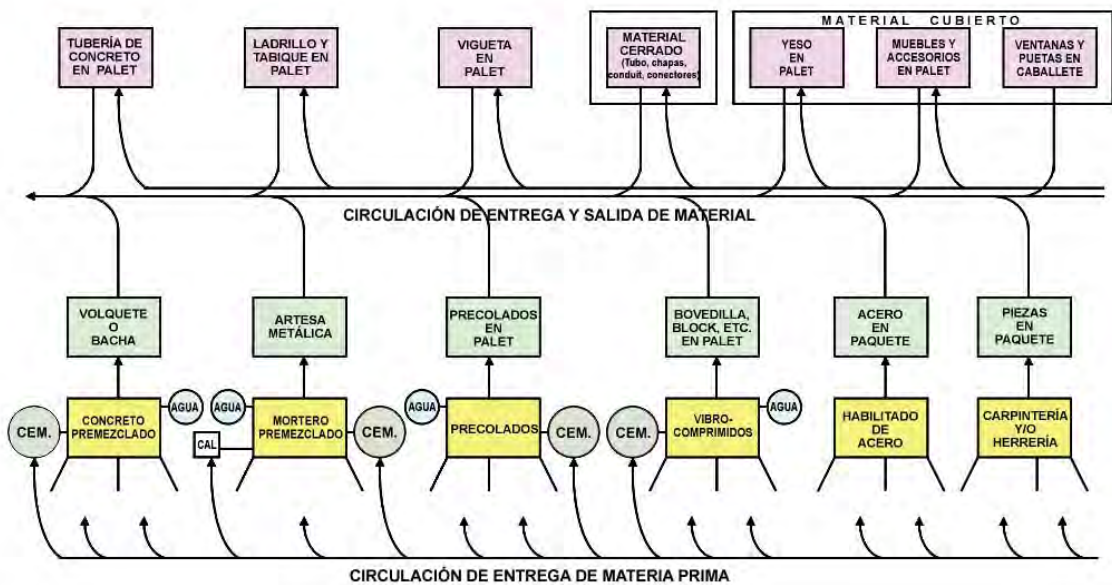 MATERIAL CUBIERTO
TUBERÍA DE
CONCRETO
EN PALET
LADRILLO Y
TABIQUE EN
PALET
VIGUETA
EN
PALET
MATERIAL
CERRADO
(Tubo, chapas,
conduit, conectores)
YESO
EN
PALET
MUEBLES Y
ACCESORIOS
EN PALET
VENTANAS Y
PUETAS EN
CABALLETE
CIRCULACIÓN DE ENTREGA Y SALIDA DE MATERIAL
VOLQUETE
O
BACHA
ARTESA
METÁLICA
PRECOLADOS
EN
PALET
BOVEDILLA,
BLOCK, ETC.
EN PALET
ACERO
EN
PAQUETE
PIEZAS
EN
PAQUETE
CEM.
CONCRETO
PREMEZCLADO
AGUA
AGUA
CAL
MORTERO
PREMEZCLADO
CEM.
AGUA
PRECOLADOS
CEM.
CEM.
VIBRO-
COMPRIMIDOS
AGUA
HABILITADO
DE
ACERO
CARPINTERÍA
Y/O
HERRERÍA
CIRCULACIÓN DE ENTREGA DE MATERIA PRIMA